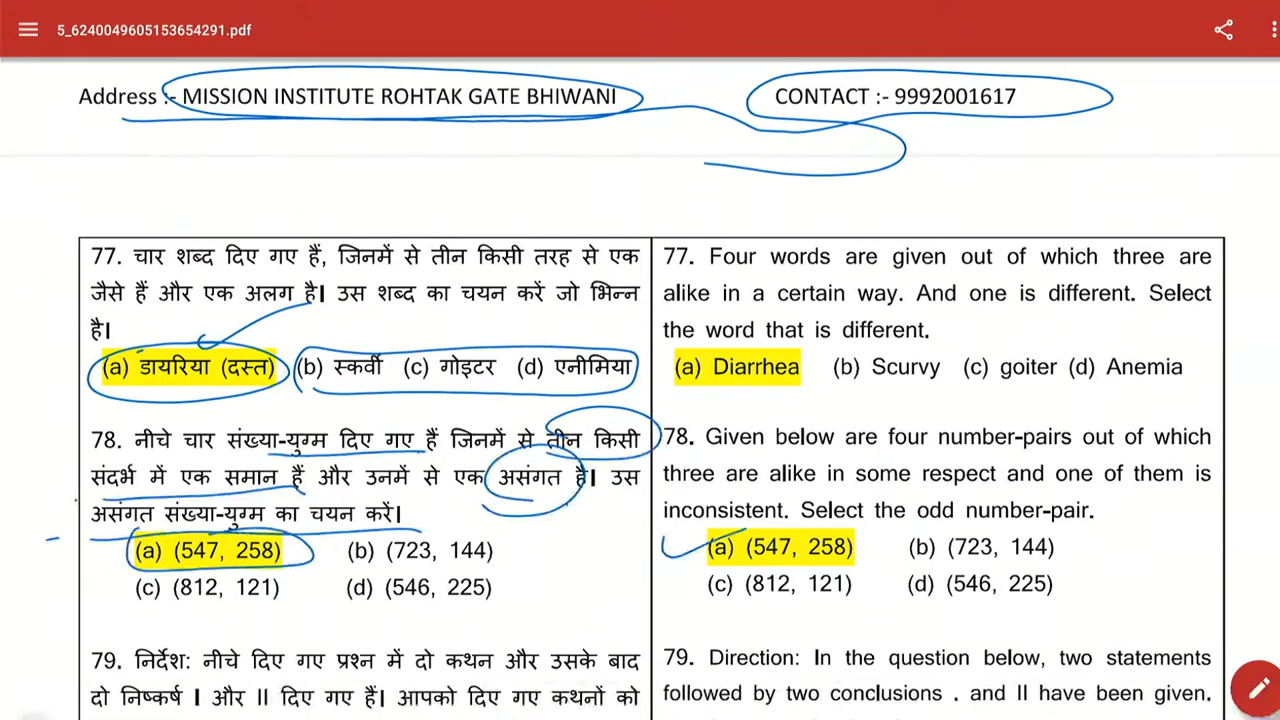 5_6240049605153654291.pdf
Address :- MISSION INSTITUTE ROHTAK GATE BHIWANI CONTACT :- 9992001617
77. चार शब्द दिए गए हैं, जिनमें से तीन किसी तरह से एक
जैसे हैं और एक अलग है। उस शब्द का चयन करें जो भिन्न
है।
(a) डायरिया (दस्त) (b) स्कर्वी (c) गोइटर (d) एनीमिया
78. नीचे चार संख्या-युग्म दिए गए हैं जिनमें से तीन किसी
संदर्भ में एक समान हैं और उनमें से एक असंगत है। उस
असंगत संख्या-युग्म का चयन करें।
(a) (547, 258) (b) (723, 144)
(c) (812, 121) (d) (546, 225)
79. निर्देश: नीचे दिए गए प्रश्न में दो कथन और उसके बाद
दो निष्कर्ष I और II दिए गए हैं। आपको दिए गए कथनों को
77. Four words are given out of which three are
alike in a certain way. And one is different. Select
the word that is different.
(a) Diarrhea (b) Scurvy (c) goiter (d) Anemia
78. Given below are four number-pairs out of which
three are alike in some respect and one of them is
inconsistent. Select the odd number-pair.
(a) (547, 258) (b) (723, 144)
(c) (812, 121) (d) (546, 225)
79. Direction: In the question below, two statements
followed by two conclusions . and II have been given.